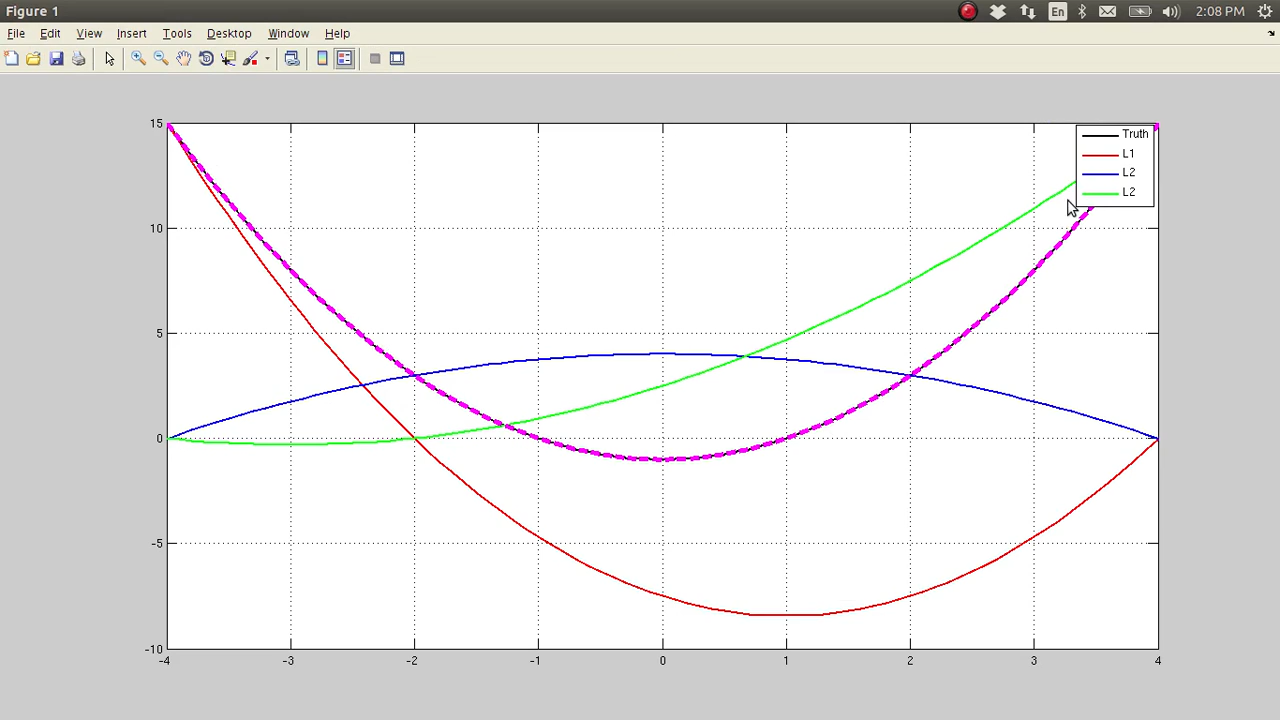 Figure 1
En
2:08 PM
File Edit View Insert Tools Desktop Window Help
15
10
5
0
-5
-10
-4 -3 -2 -1 0 1 2 3 4
Truth
L1
L2
L2